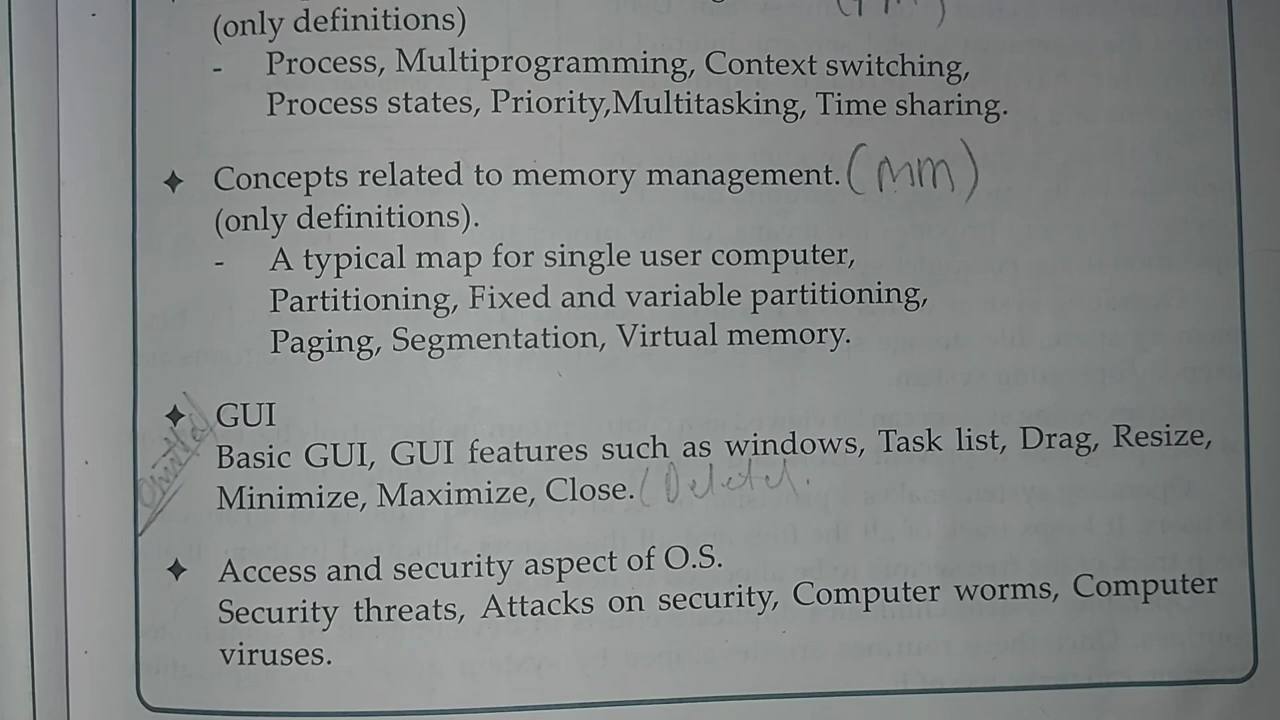 (only definitions)
- Process, Multiprogramming, Context switching,
Process states, Priority,Multitasking, Time sharing.
✦ Concepts related to memory management. (mm)
(only definitions).
- A typical map for single user computer,
Partitioning, Fixed and variable partitioning,
Paging, Segmentation, Virtual memory.
✦ GUI
Basic GUI, GUI features such as windows, Task list, Drag, Resize,
Minimize, Maximize, Close.
✦ Access and security aspect of O.S.
Security threats, Attacks on security, Computer worms, Computer
viruses.